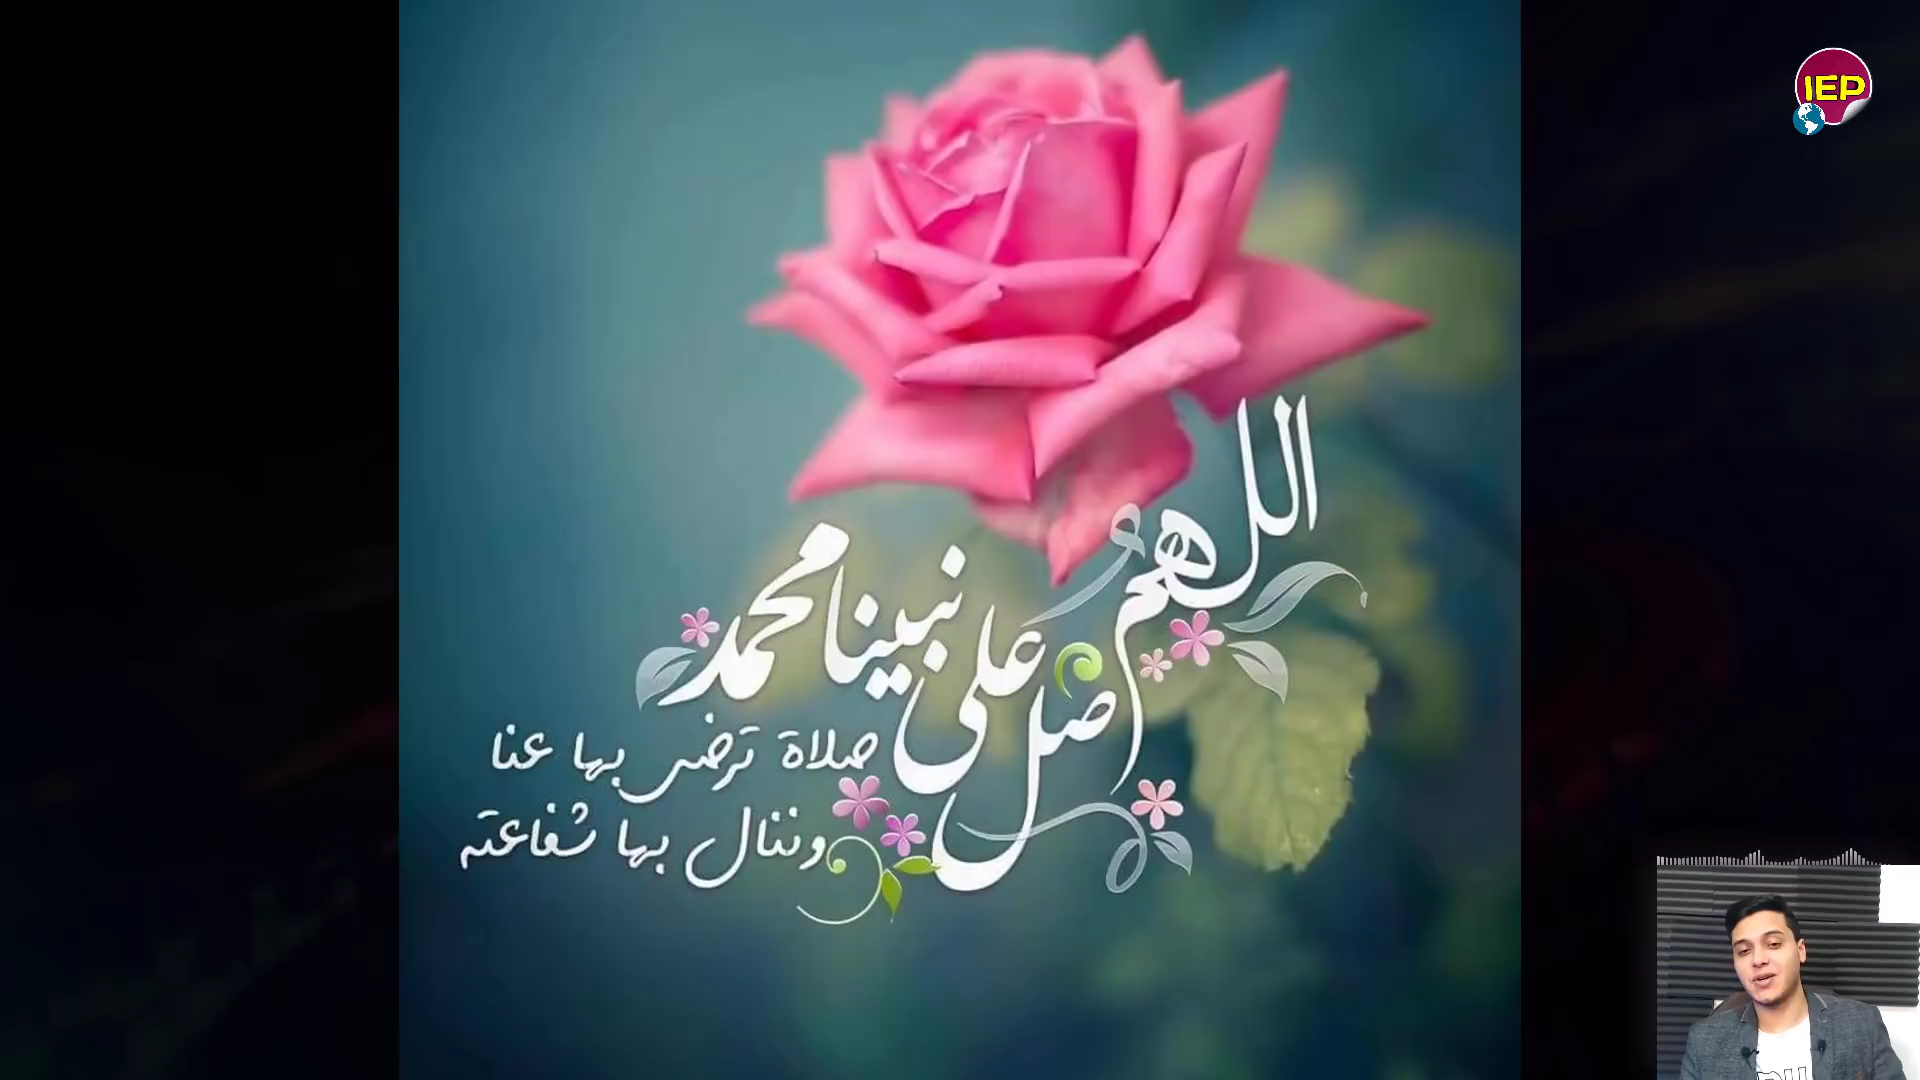 IEP
اللهم صل على نبينا محمد
صلاة ترضى بها عنا
وننال بها شفاعته